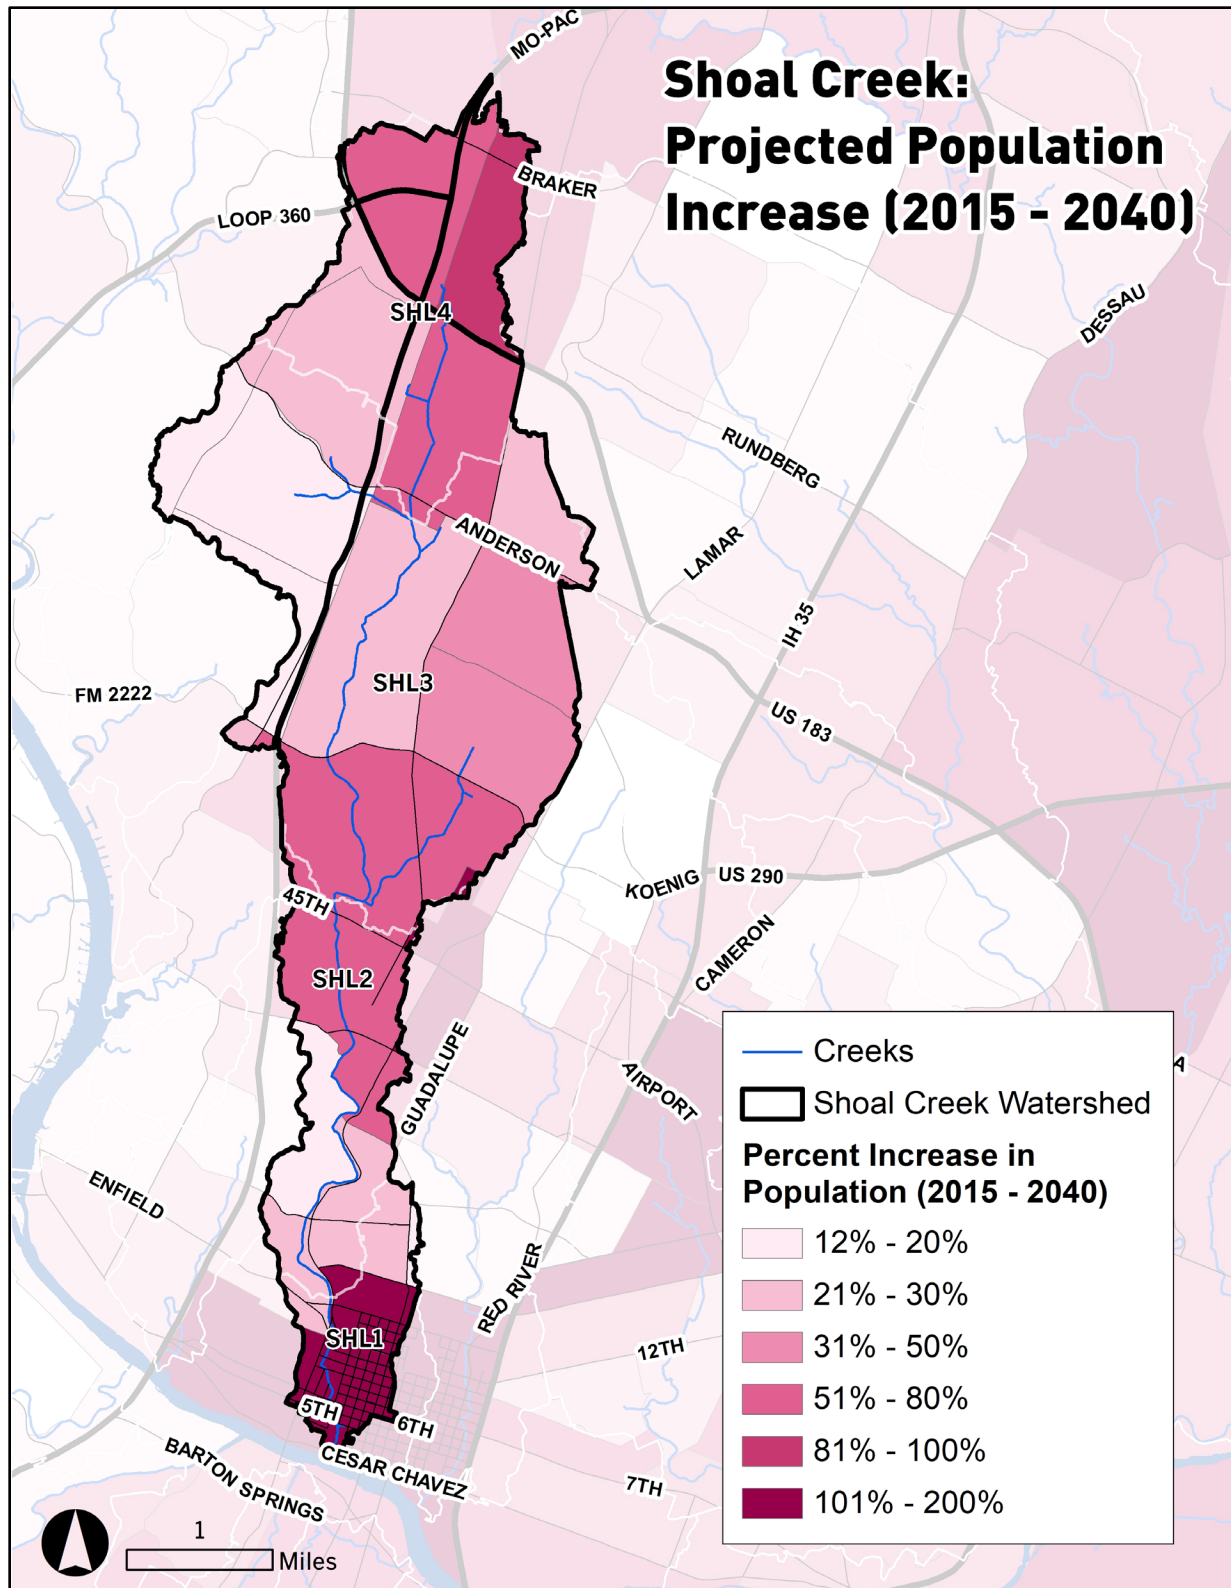 Shoal Creek:
Projected Population
Increase (2015 - 2040)
MO-PAC
BRAKER
LOOP 360
DESSAU
SHL4
RUNDBERG
ANDERSON
LAMAR
IH 35
SHL3
FM 2222
US 183
KOENIG
US 290
45TH
CAMERON
SHL2
GUADALUPE
AIRPORT
A
ENFIELD
RED RIVER
SHL1
12TH
5TH
6TH
CESAR CHAVEZ
BARTON SPRINGS
7TH
Creeks
Shoal Creek Watershed
Percent Increase in
Population (2015 - 2040)
12% - 20%
21% - 30%
31% - 50%
51% - 80%
81% - 100%
101% - 200%
1
Miles